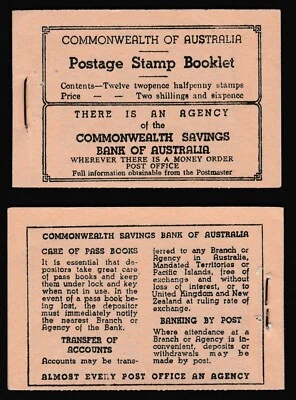 COMMONWEALTH OF AUSTRALIA
Postage Stamp Booklet
Contents—Twelve twopence halfpenny stamps
Price — — Two shillings and sixpence
THERE IS AN AGENCY
of the
COMMONWEALTH SAVINGS
BANK OF AUSTRALIA
WHEREVER THERE IS A MONEY ORDER
POST OFFICE
Full information obtainable from the Postmaster
COMMONWEALTH SAVINGS BANK OF AUSTRALIA
CARE OF PASS BOOKS
It is essential that de-
positors take great care
of pass books and keep
them under lock and key
when not in use. In the
event of a pass book be-
ing lost, the depositor
must immediately notify
the nearest Branch or
Agency of the Bank.
TRANSFER OF
ACCOUNTS
Accounts may be trans-
ferred to any Branch or
Agency in Australia,
Mandated Territories or
Pacific Islands, free of
exchange and without
loss of interest, or to
United Kingdom and New
Zealand at ruling rate of
exchange.
BANKING BY POST
Where attendance at
a Branch or Agency is in-
convenient, deposits or
withdrawals may be
made by post.
ALMOST EVERY POST OFFICE AN AGENCY